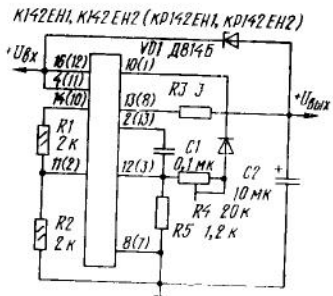 К142ЕН1, К142ЕН2 (КР142ЕН1, КР142ЕН2)
VD1 Д814Б
+Uвх
16(12)
10(1)
4(11)
14(10)
13(8)
R3 3
+Uвых
2(13)
R1
2 к
C1
0,1 мк
11(2)
12(3)
C2
10 мк
+
R4 20 к
R2
2 к
R5 1,2 к
8(7)